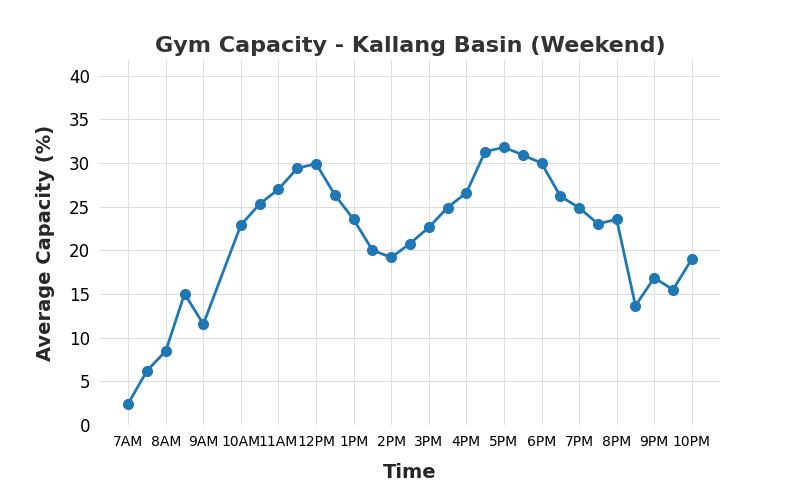 Gym Capacity - Kallang Basin (Weekend)
Average Capacity (%)
40
35
30
25
20
15
10
5
0
7AM 8AM 9AM 10AM 11AM 12PM 1PM 2PM 3PM 4PM 5PM 6PM 7PM 8PM 9PM 10PM
Time